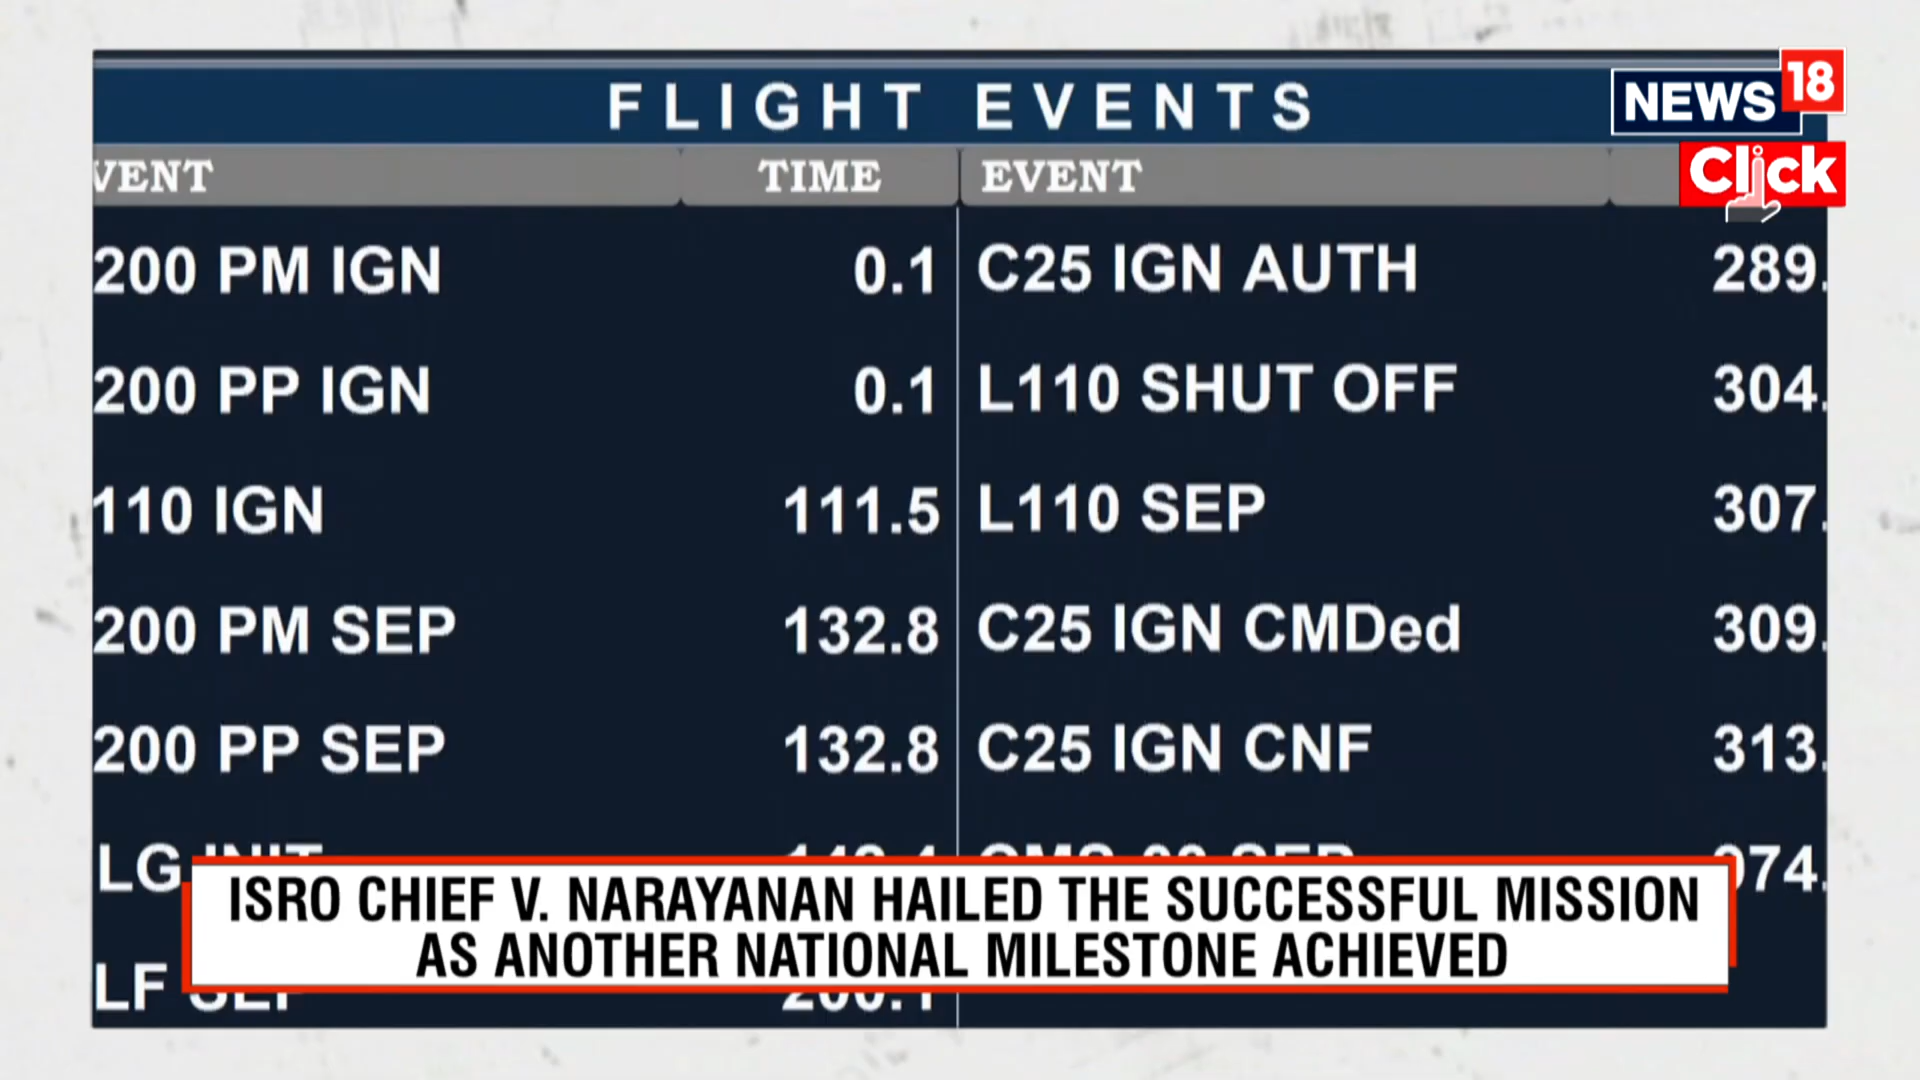 FLIGHT EVENTS
NEWS 18
Click
VENT TIME EVENT
200 PM IGN 0.1 C25 IGN AUTH 289.
200 PP IGN 0.1 L110 SHUT OFF 304.
110 IGN 111.5 L110 SEP 307.
200 PM SEP 132.8 C25 IGN CMDed 309.
200 PP SEP 132.8 C25 IGN CNF 313.
LG 974.
ISRO CHIEF V. NARAYANAN HAILED THE SUCCESSFUL MISSION
AS ANOTHER NATIONAL MILESTONE ACHIEVED
LF